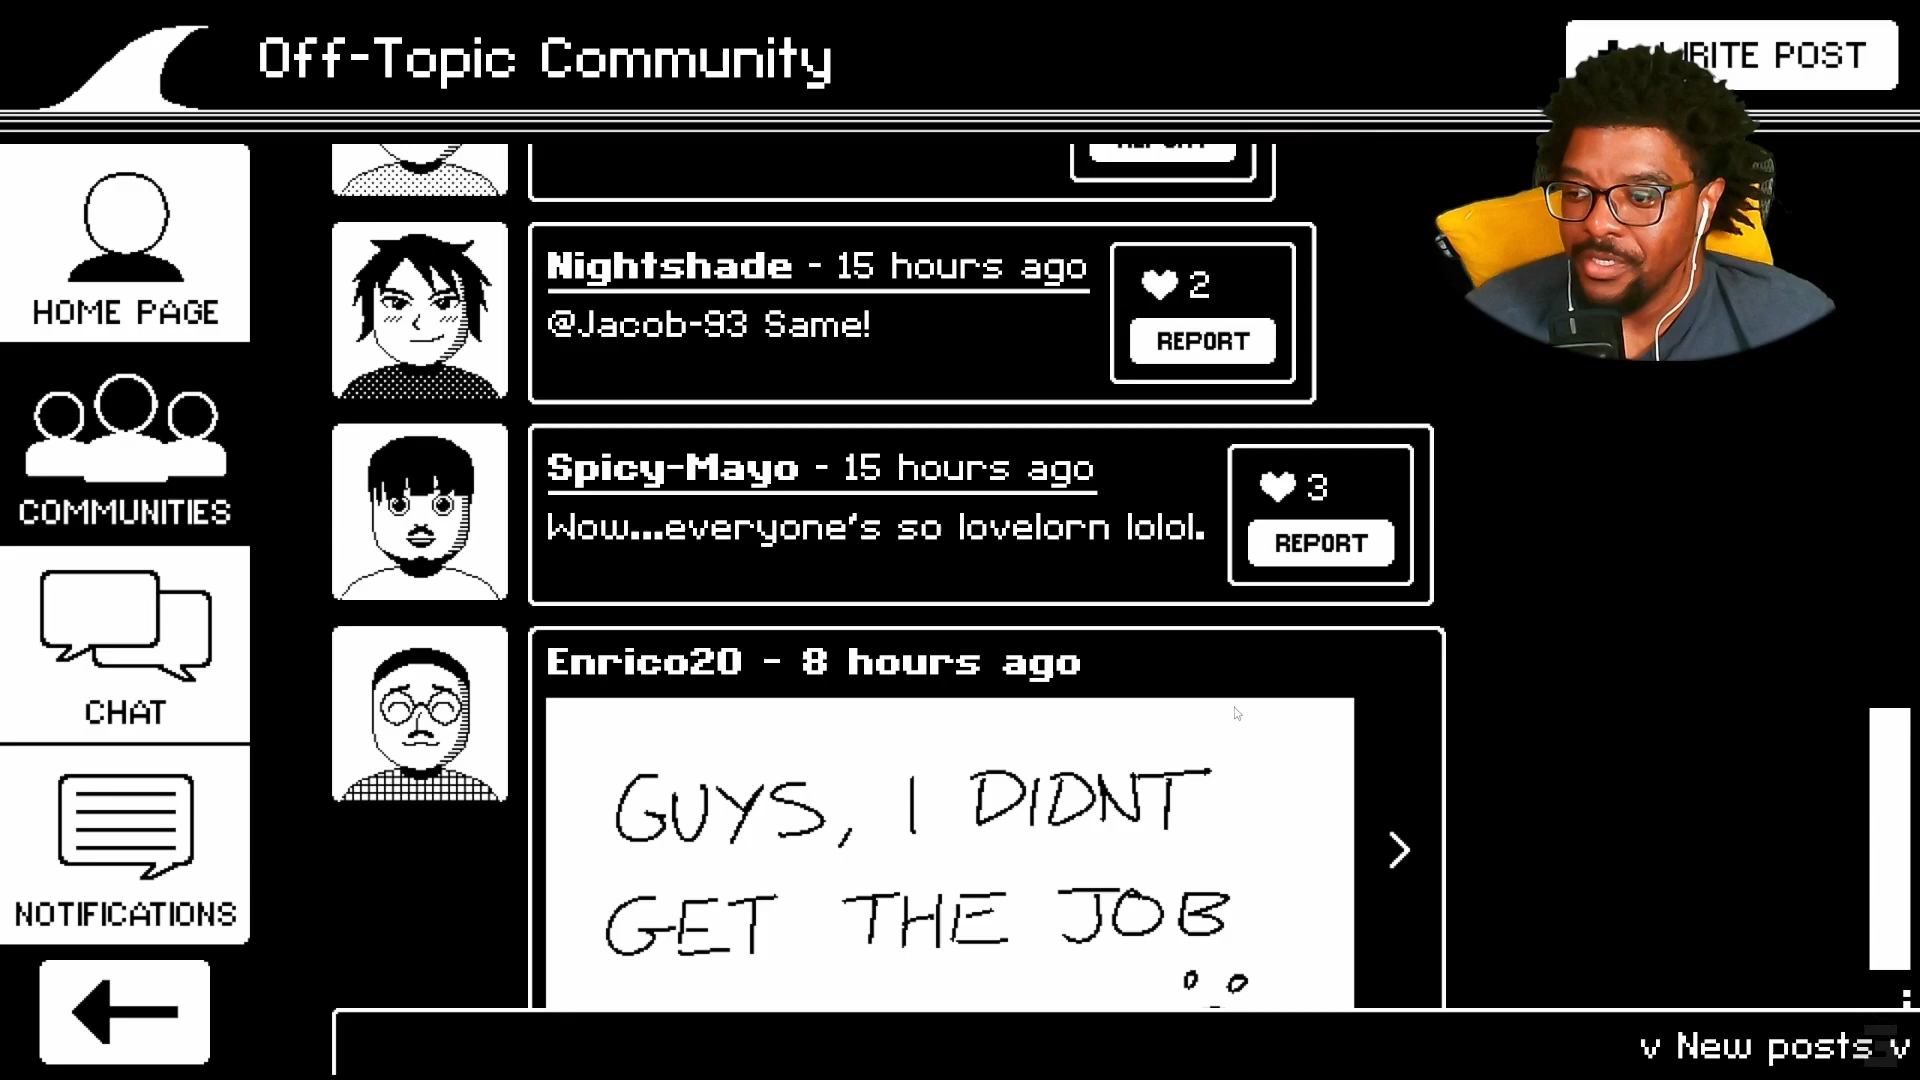 Off-Topic Community
WRITE POST
REPORT
HOME PAGE
COMMUNITIES
CHAT
NOTIFICATIONS
Nightshade - 15 hours ago
@Jacob-93 Same!
2
REPORT
Spicy-Mayo - 15 hours ago
Wow...everyone's so lovelorn lolol.
3
REPORT
Enrico20 - 8 hours ago
GUYS, I DIDNT
GET THE JOB
v New posts v